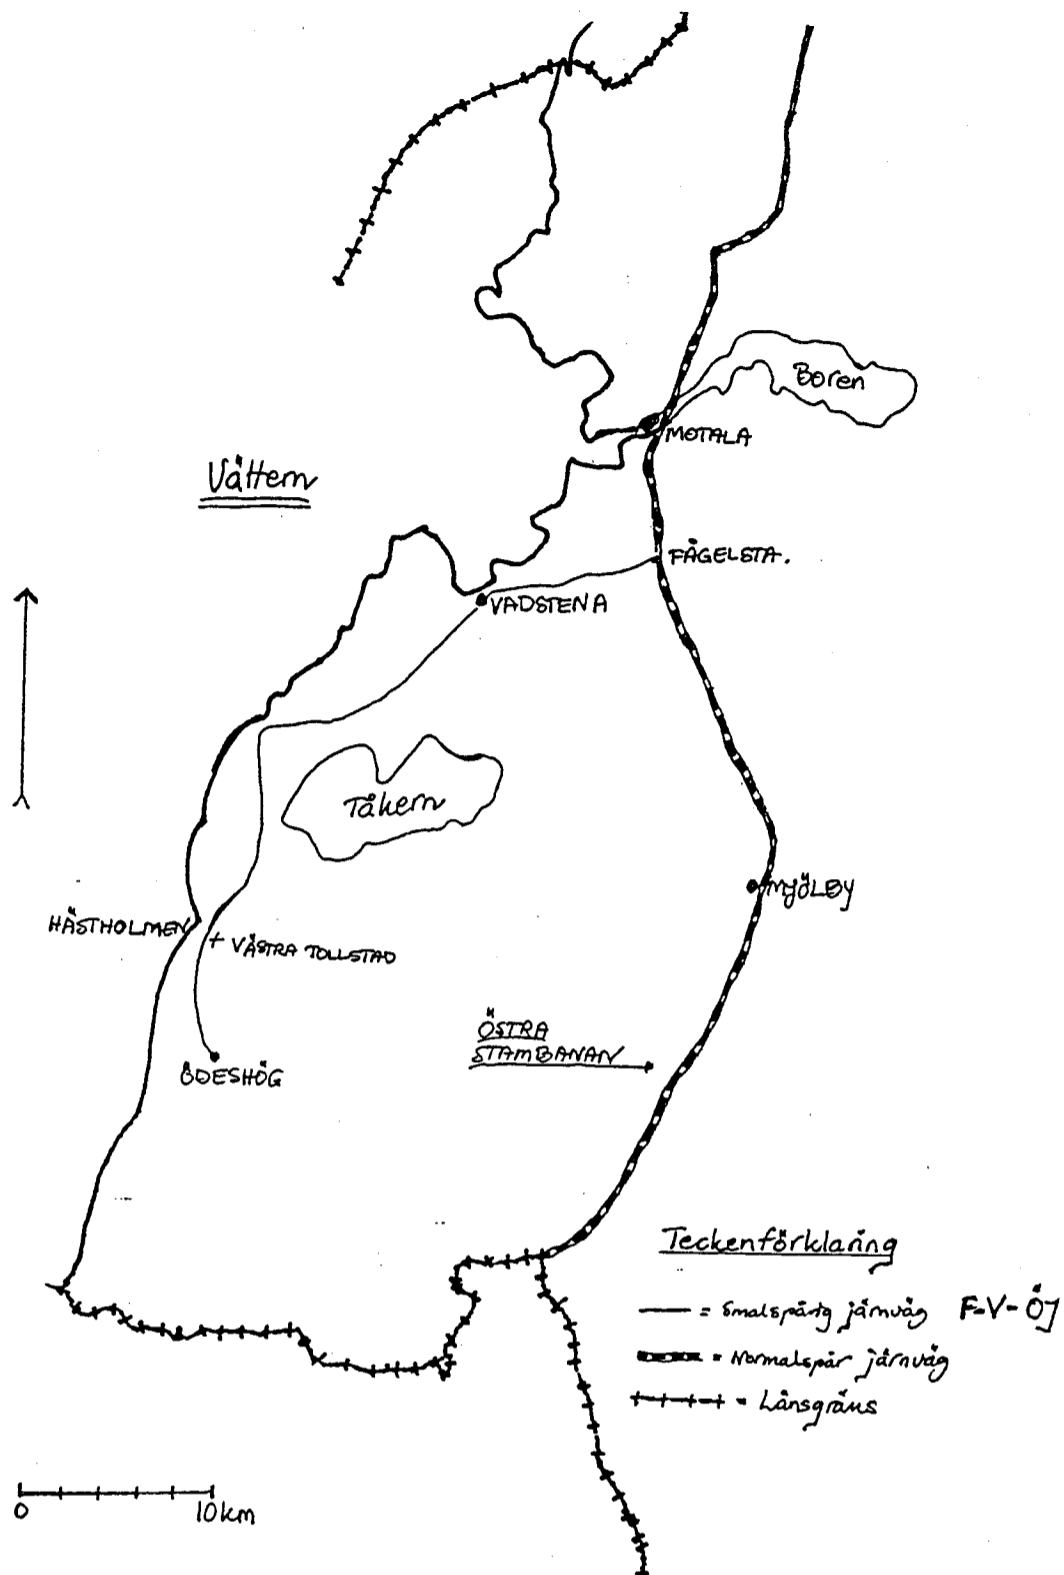 Boren
MOTALA
Vättern
FÅGELSTA.
VADSTENA
Tåkern
MJÖLBY
HÄSTHOLMEN
VÄSTRA TOLLSTAD
ÖSTRA
STAMBANAN
ÖDESHÖG
Teckenförklaring
= Smalspårig järnväg F-V-ÖJ
= Normalspår järnväg
= Länsgräns
0 10km